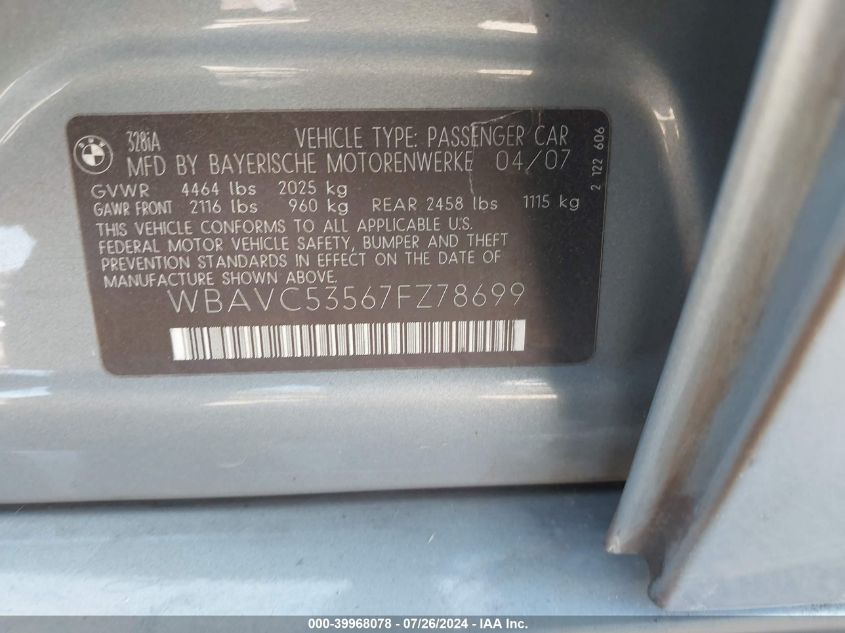 BMW
328iA VEHICLE TYPE: PASSENGER CAR
MFD BY BAYERISCHE MOTORENWERKE 04/07
GVWR 4464 lbs 2025 kg
GAWR FRONT 2116 lbs 960 kg REAR 2458 lbs 1115 kg
THIS VEHICLE CONFORMS TO ALL APPLICABLE U.S.
FEDERAL MOTOR VEHICLE SAFETY, BUMPER AND THEFT
PREVENTION STANDARDS IN EFFECT ON THE DATE OF
MANUFACTURE SHOWN ABOVE.
WBAVC53567FZ78699
2 122 606
000-39968078 - 07/26/2024 - IAA Inc.